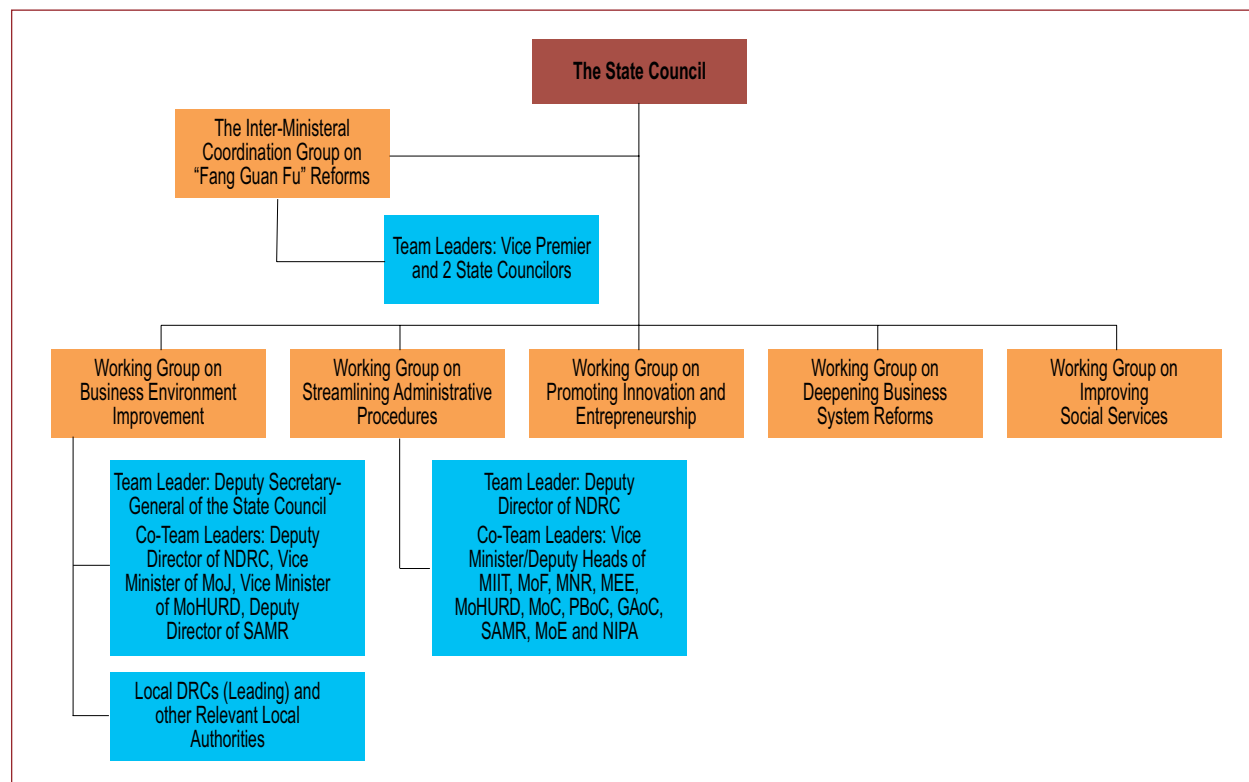 The State Council
The Inter-Ministeral
Coordination Group on
“Fang Guan Fu” Reforms
Team Leaders: Vice Premier
and 2 State Councilors
Working Group on
Business Environment
Improvement
Working Group on
Streamlining Administrative
Procedures
Working Group on
Promoting Innovation and
Entrepreneurship
Working Group on
Deepening Business
System Reforms
Working Group on
Improving
Social Services
Team Leader: Deputy Secretary-
General of the State Council
Co-Team Leaders: Deputy
Director of NDRC, Vice
Minister of MoJ, Vice Minister
of MoHURD, Deputy
Director of SAMR
Team Leader: Deputy
Director of NDRC
Co-Team Leaders: Vice
Minister/Deputy Heads of
MIIT, MoF, MNR, MEE,
MoHURD, MoC, PBoC, GAoC,
SAMR, MoE and NIPA
Local DRCs (Leading) and
other Relevant Local
Authorities